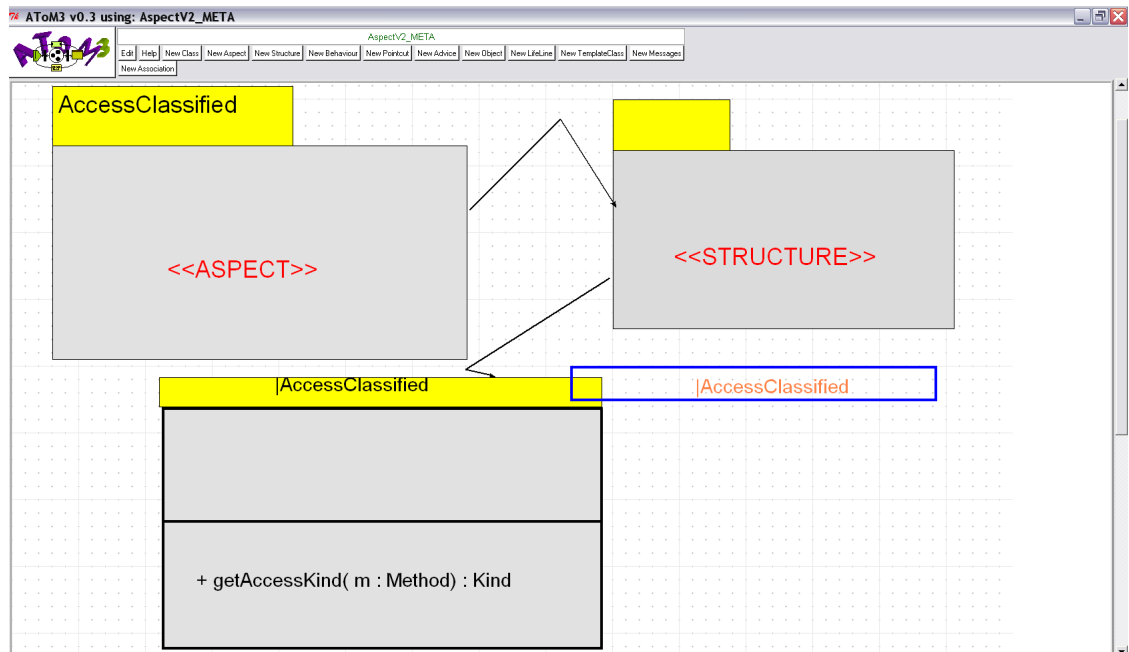 AToM3 v0.3 using: AspectV2_META
AToM3
AspectV2_META
Edit Help New Class New Aspect New Structure New Behaviour New Pointcut New Advice New Object New LifeLine New TemplateClass New Messages
New Association
AccessClassified
<<ASPECT>>
<<STRUCTURE>>
|AccessClassified
|AccessClassified
+ getAccessKind( m : Method) : Kind